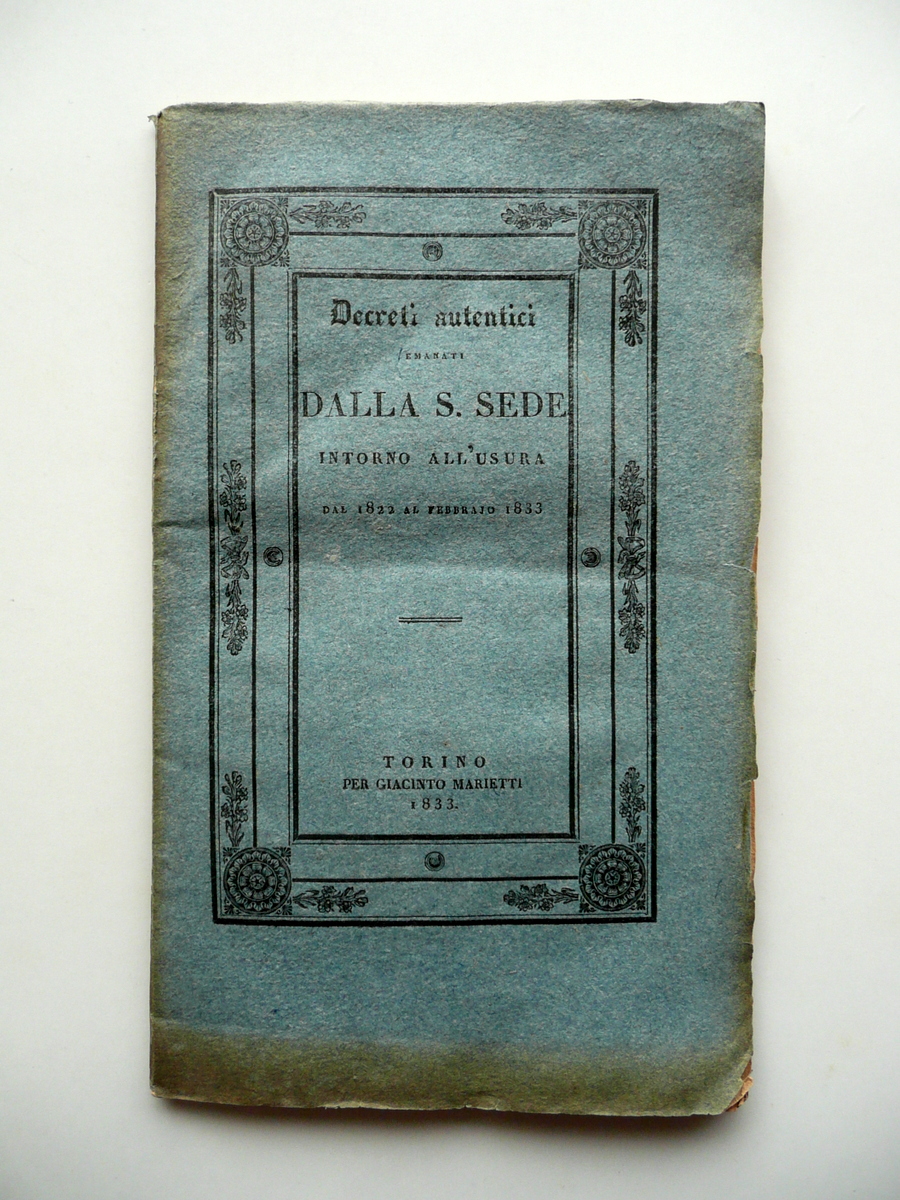 Decreti autentici
EMANATI
DALLA S. SEDE
INTORNO ALL'USURA
DAL 1822 AL FEBBRAJO 1833
TORINO
PER GIACINTO MARIETTI
1833.